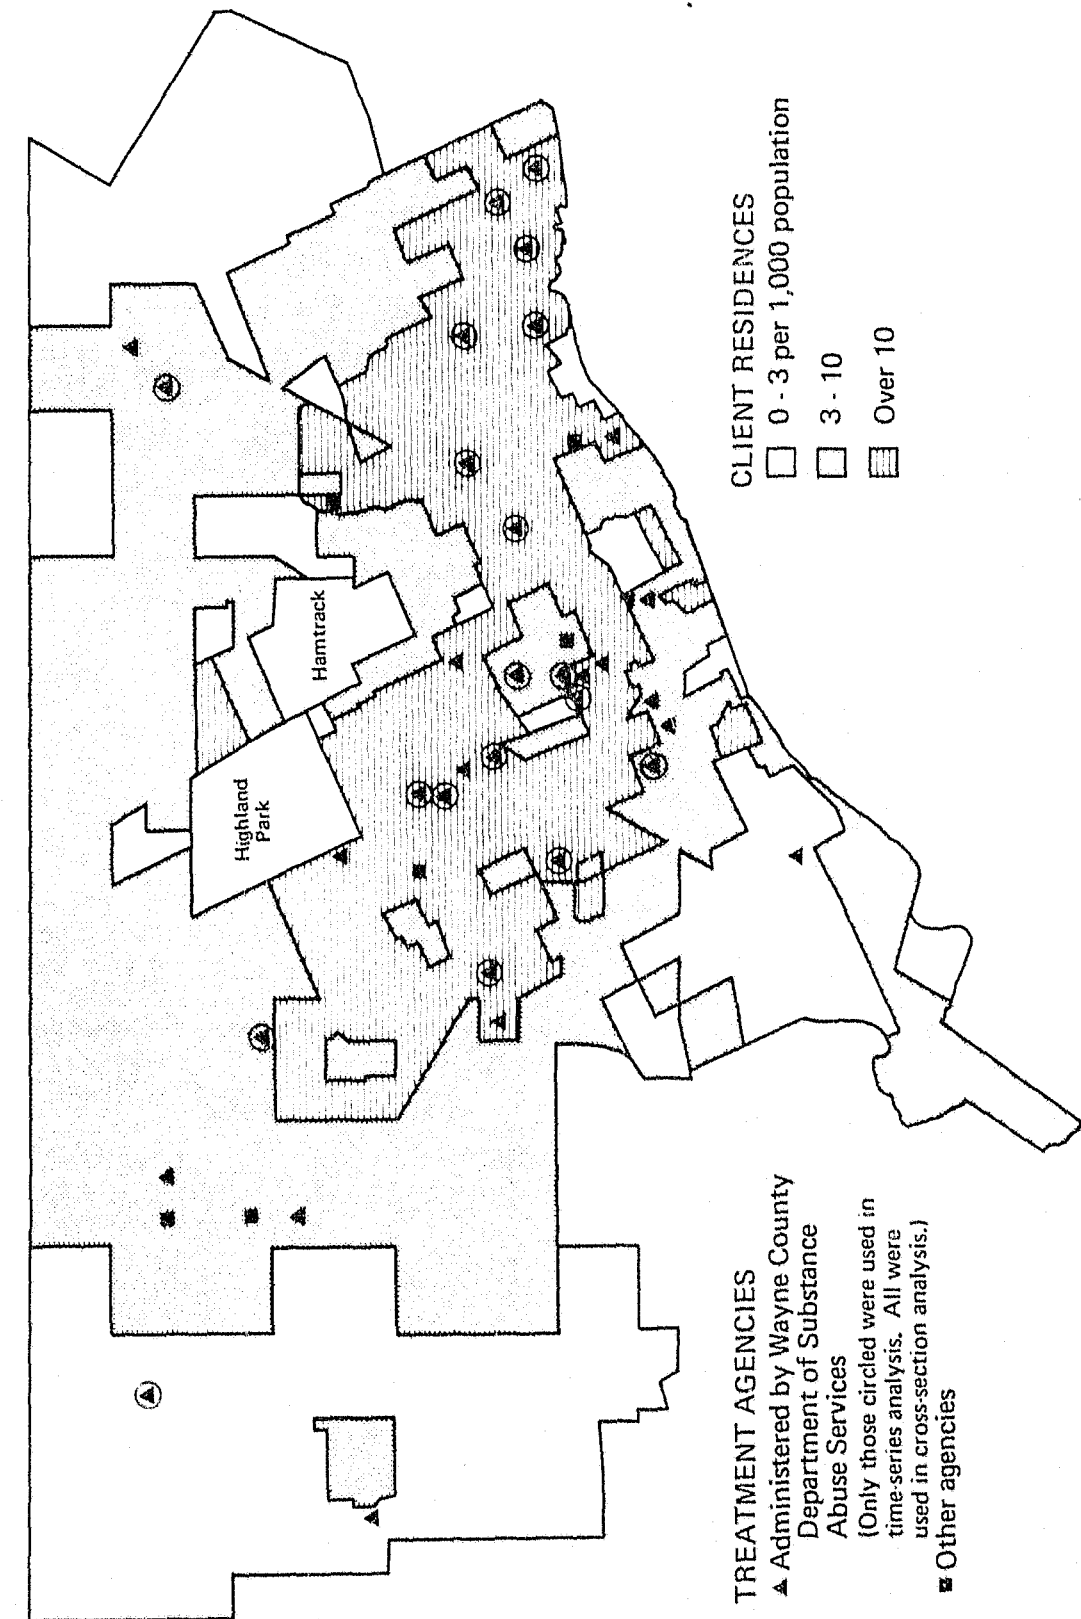 Hamtrack
Highland
Park
CLIENT RESIDENCES
0 - 3 per 1,000 population
3 - 10
Over 10
TREATMENT AGENCIES
Administered by Wayne County
Department of Substance
Abuse Services
(Only those circled were used in
time-series analysis. All were
used in cross-section analysis.)
Other agencies